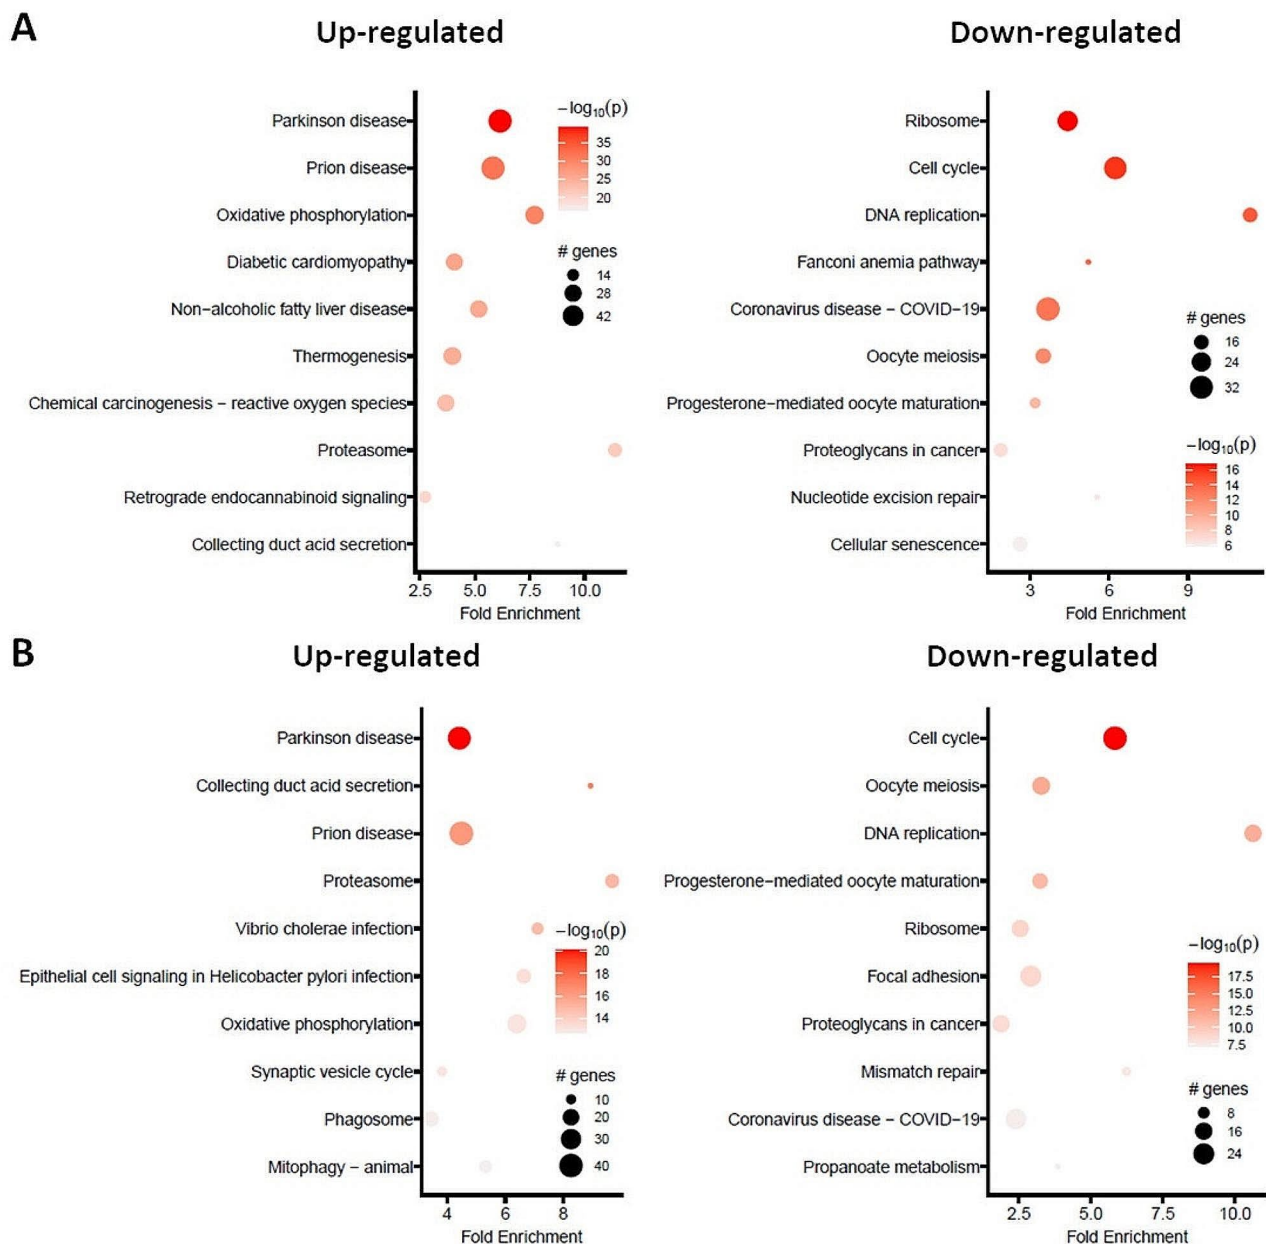 A
Up-regulated
Parkinson disease
Prion disease
Oxidative phosphorylation
Diabetic cardiomyopathy
Non−alcoholic fatty liver disease
Thermogenesis
Chemical carcinogenesis − reactive oxygen species
Proteasome
Retrograde endocannabinoid signaling
Collecting duct acid secretion
2.5 5.0 7.5 10.0
Fold Enrichment
−log10(p)
35
30
25
20
# genes
14
28
42
Down-regulated
Ribosome
Cell cycle
DNA replication
Fanconi anemia pathway
Coronavirus disease − COVID−19
Oocyte meiosis
Progesterone−mediated oocyte maturation
Proteoglycans in cancer
Nucleotide excision repair
Cellular senescence
3 6 9
Fold Enrichment
# genes
16
24
32
−log10(p)
16
14
12
10
8
6
B
Up-regulated
Parkinson disease
Collecting duct acid secretion
Prion disease
Proteasome
Vibrio cholerae infection
Epithelial cell signaling in Helicobacter pylori infection
Oxidative phosphorylation
Synaptic vesicle cycle
Phagosome
Mitophagy − animal
4 6 8
Fold Enrichment
−log10(p)
20
18
16
14
# genes
10
20
30
40
Down-regulated
Cell cycle
Oocyte meiosis
DNA replication
Progesterone−mediated oocyte maturation
Ribosome
Focal adhesion
Proteoglycans in cancer
Mismatch repair
Coronavirus disease − COVID−19
Propanoate metabolism
2.5 5.0 7.5 10.0
Fold Enrichment
−log10(p)
17.5
15.0
12.5
10.0
7.5
# genes
8
16
24